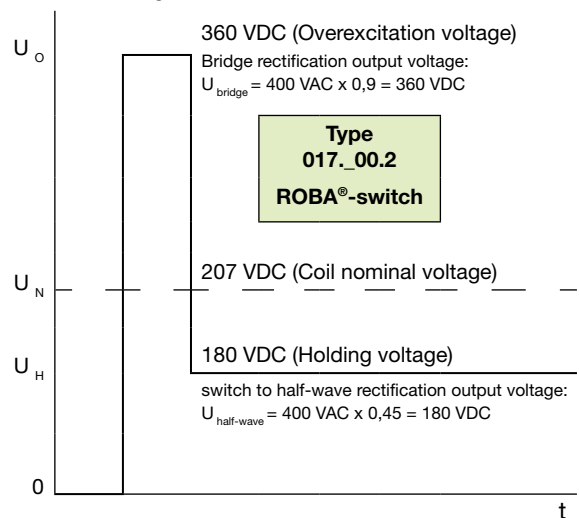 360 VDC (Overexcitation voltage)
U O
Bridge rectification output voltage:
U bridge = 400 VAC x 0,9 = 360 VDC
Type
017._00.2
ROBA®-switch
207 VDC (Coil nominal voltage)
U N
180 VDC (Holding voltage)
U H
switch to half-wave rectification output voltage:
U half-wave = 400 VAC x 0,45 = 180 VDC
0
t